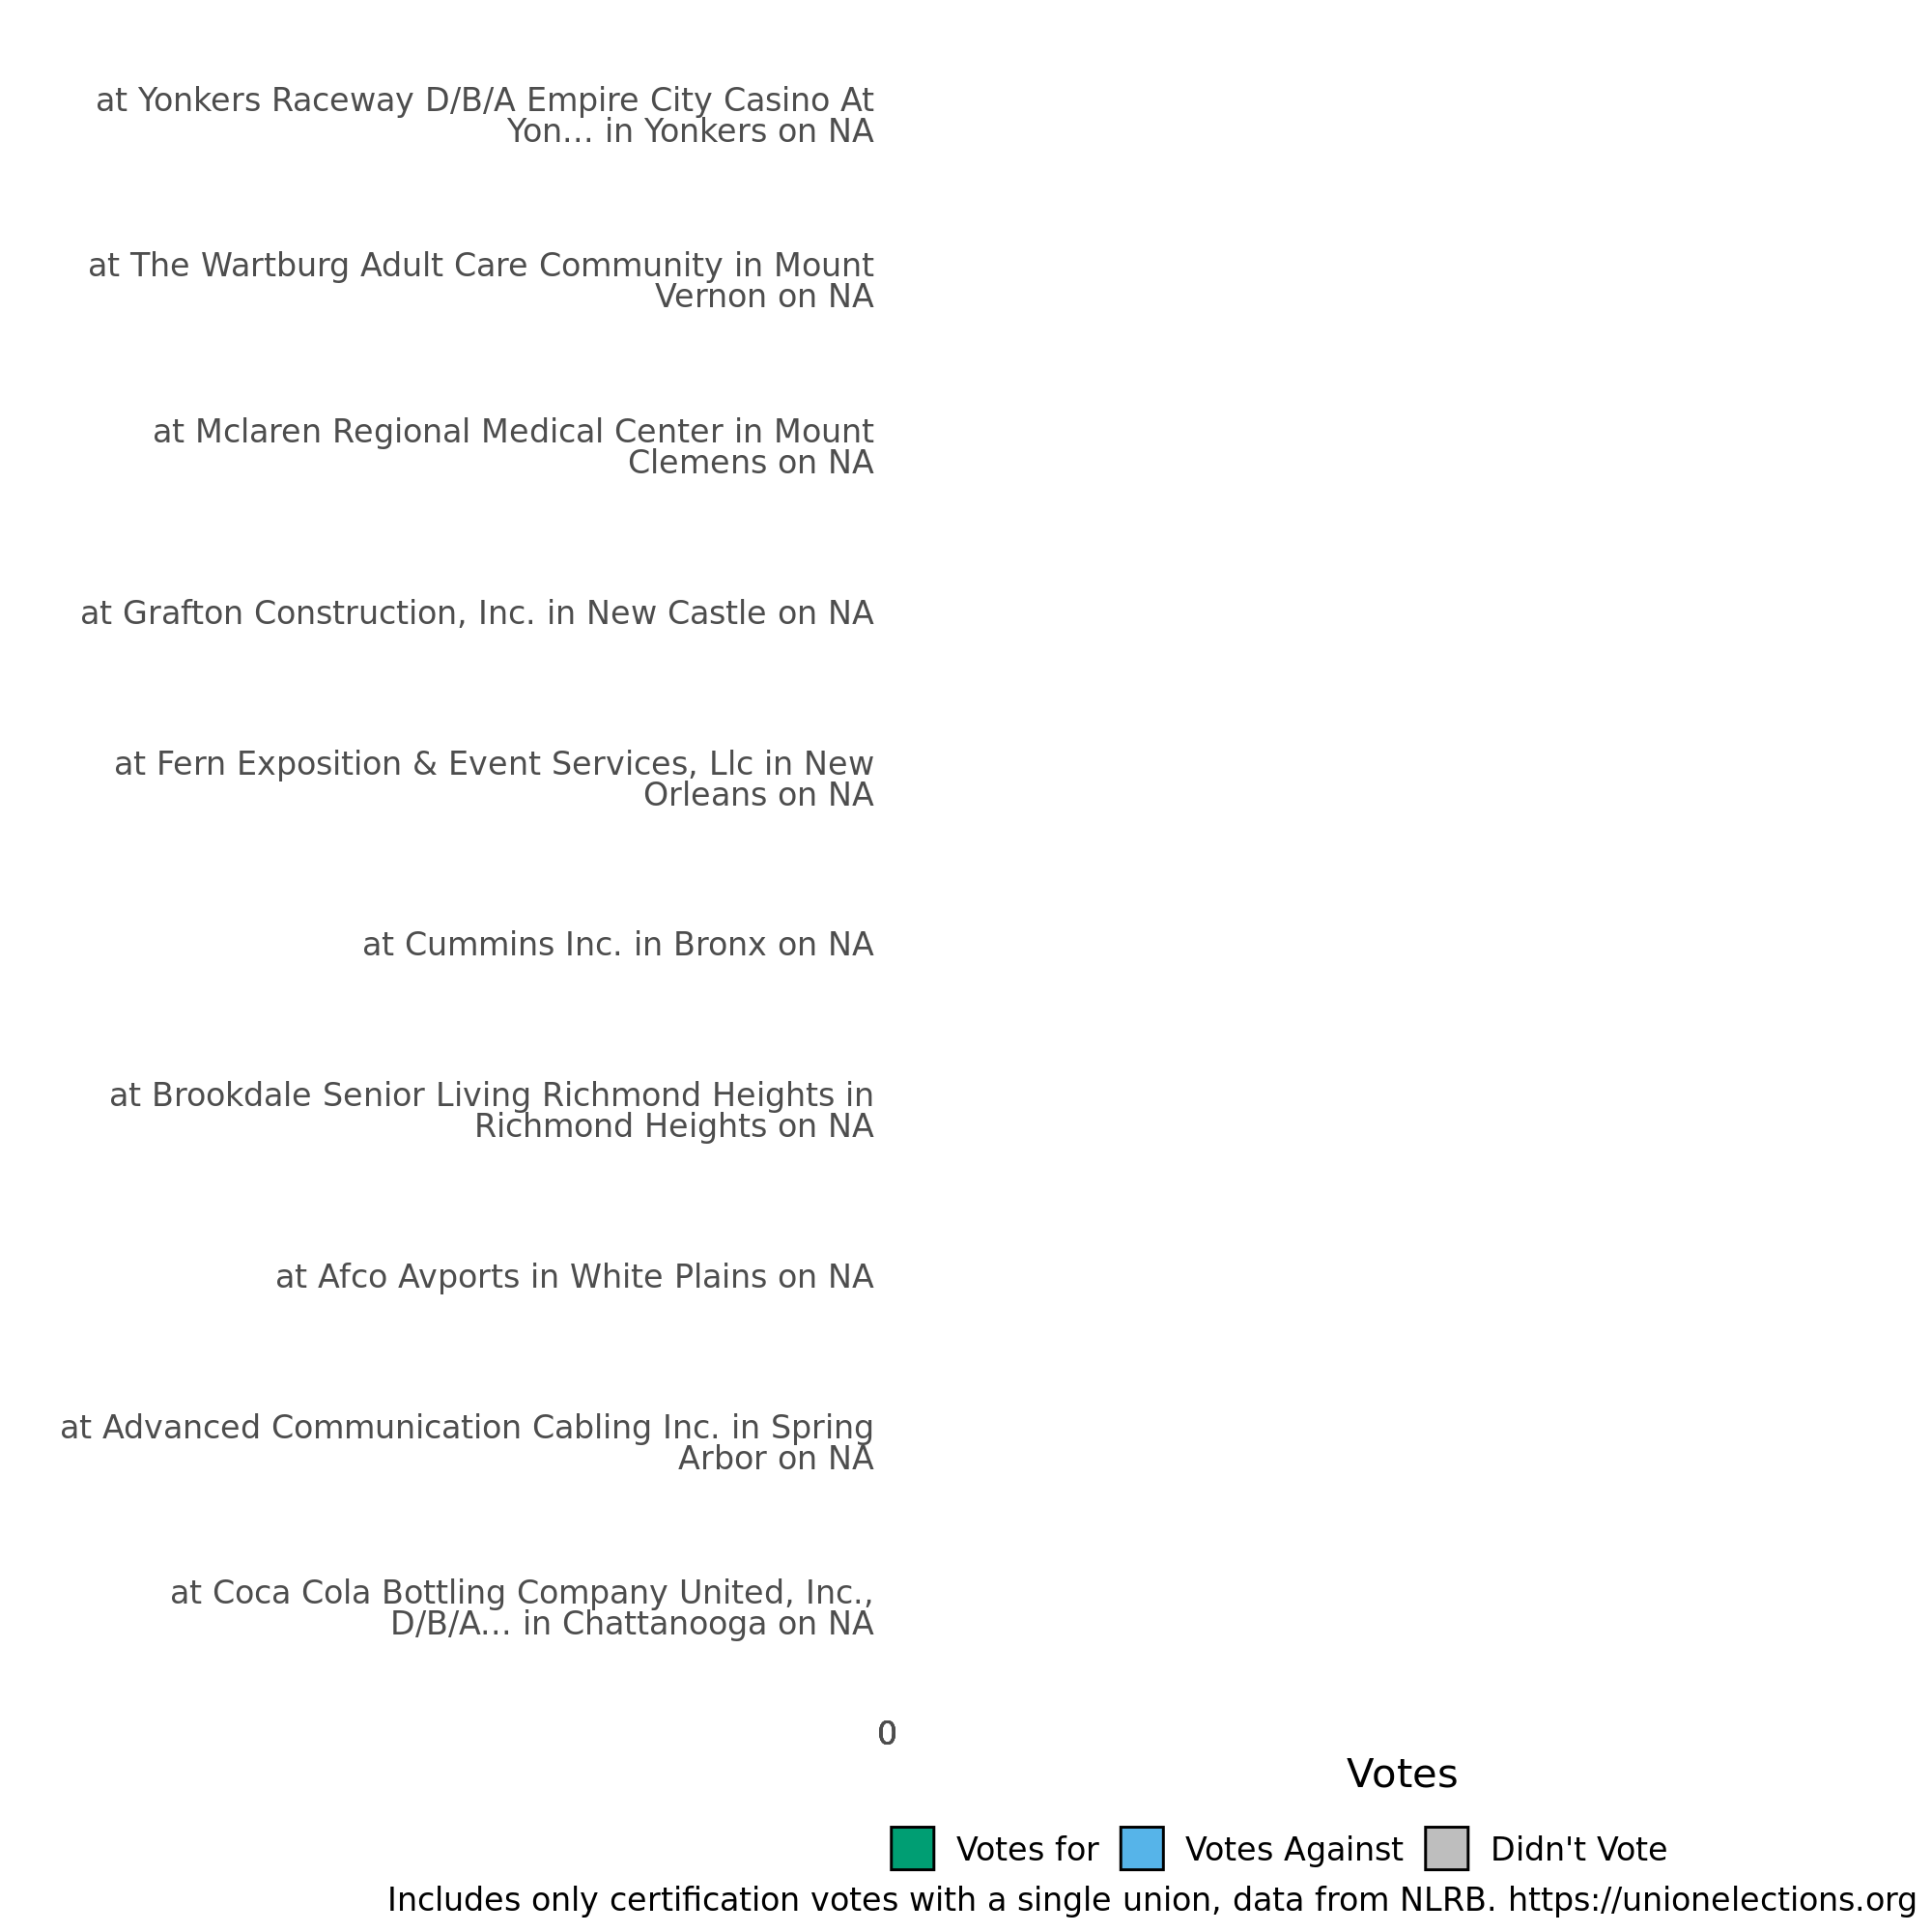 at Yonkers Raceway D/B/A Empire City Casino At
Yon... in Yonkers on NA
at The Wartburg Adult Care Community in Mount
Vernon on NA
at Mclaren Regional Medical Center in Mount
Clemens on NA
at Grafton Construction, Inc. in New Castle on NA
at Fern Exposition & Event Services, Llc in New
Orleans on NA
at Cummins Inc. in Bronx on NA
at Brookdale Senior Living Richmond Heights in
Richmond Heights on NA
at Afco Avports in White Plains on NA
at Advanced Communication Cabling Inc. in Spring
Arbor on NA
at Coca Cola Bottling Company United, Inc.,
D/B/A... in Chattanooga on NA
0
Votes
Votes for Votes Against Didn't Vote
Includes only certification votes with a single union, data from NLRB. https://unionelections.org